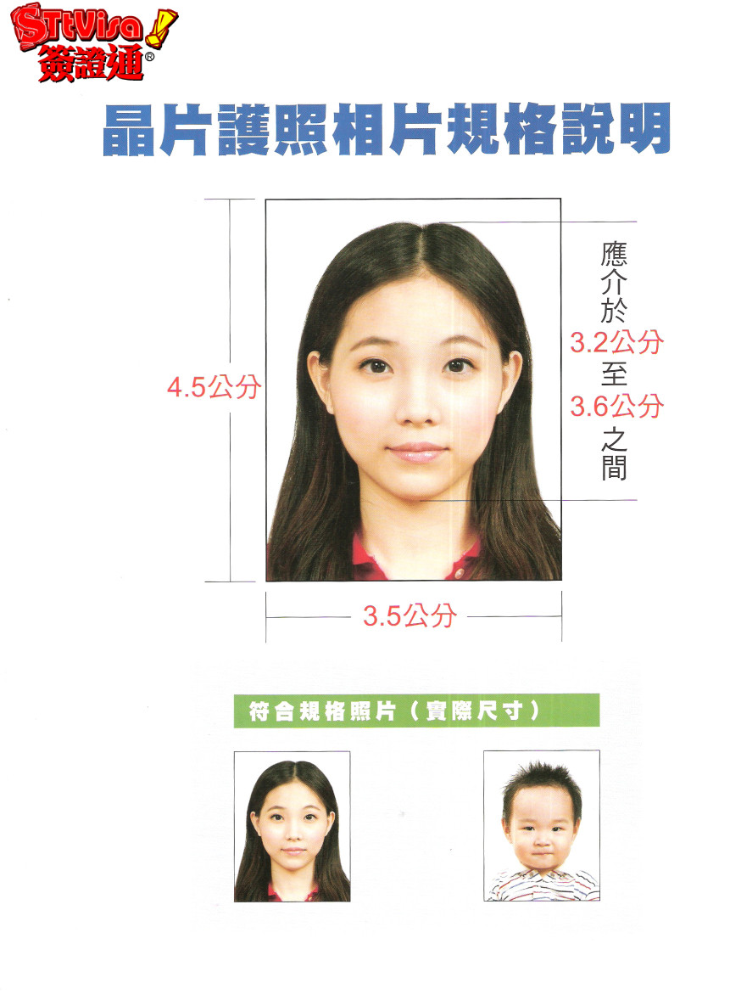 STtVisa!
簽證通®
晶片護照相片規格說明
4.5公分
應介於
3.2公分
至
3.6公分
之間
3.5公分
符合規格照片(實際尺寸)